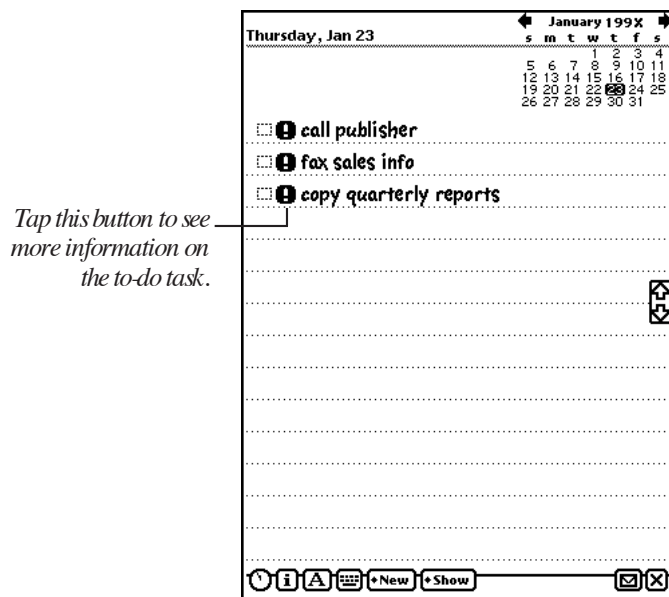 Thursday, Jan 23
January 199X
s m t w t f s
1 2 3 4
5 6 7 8 9 10 11
12 13 14 15 16 17 18
19 20 21 22 23 24 25
26 27 28 29 30 31
call publisher
fax sales info
copy quarterly reports
Tap this button to see
more information on
the to-do task.
i A New Show